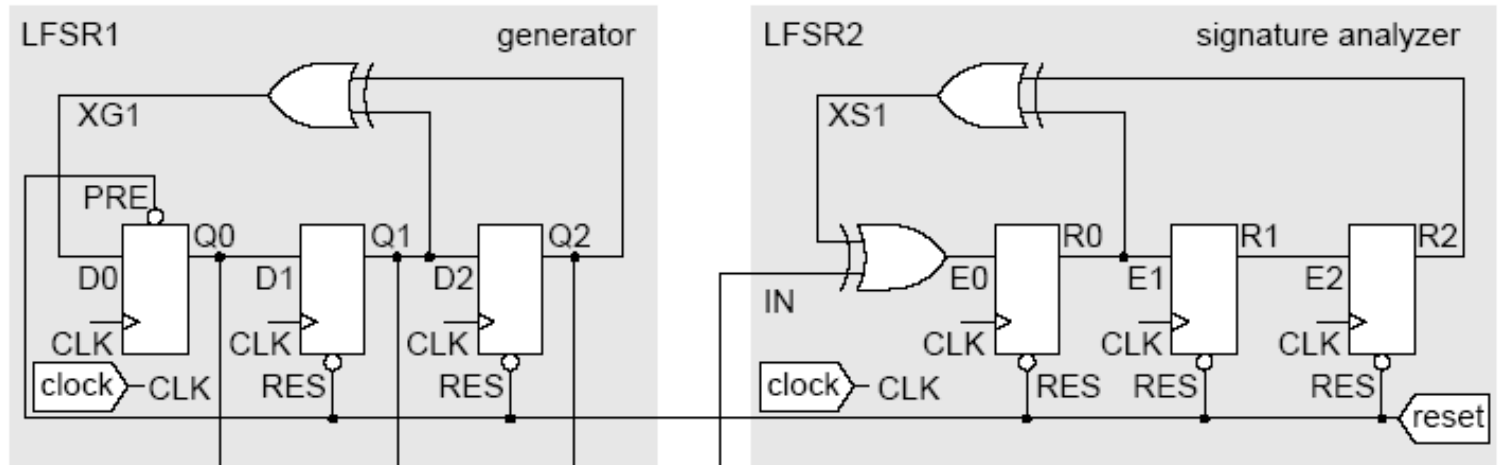 LFSR1 generator LFSR2 signature analyzer
XG1 XS1
PRE
Q0 Q1 Q2 R0 R1 R2
D0 D1 D2 E0 E1 E2
IN
CLK CLK CLK CLK CLK CLK
clock CLK RES RES clock CLK RES RES RES
reset